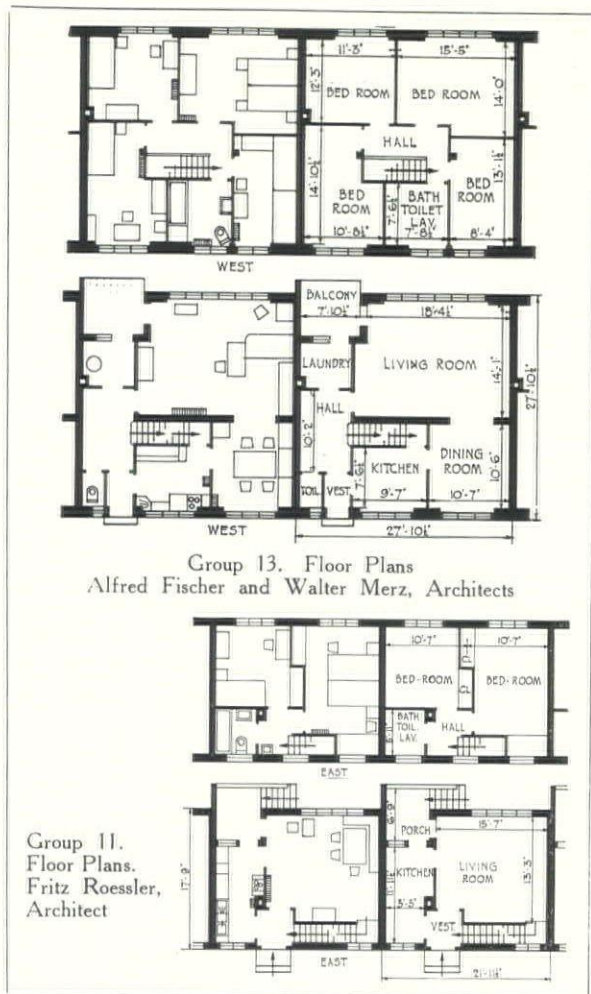 11'-3" 15'-5"
12'-3" BED ROOM BED ROOM 14'-0"
HALL
14'-10½" BED ROOM BATH TOILET LAV. BED ROOM 13'-1½"
7'-6½"
10'-8½" 7'-8½" 8'-4"
WEST
BALCONY
7'-10½" 18'-4½"
LAUNDRY LIVING ROOM 14'-1"
27'-10½"
HALL
10'-2"
KITCHEN DINING ROOM 10'-6"
7'-6½"
TOIL. VEST. 9'-7" 10'-7"
WEST 27'-10½"
Group 13. Floor Plans
Alfred Fischer and Walter Merz, Architects
10'-7" 10'-7"
BED-ROOM BED-ROOM
BATH TOIL. LAV. HALL
EAST
6'-9" 15'-7"
PORCH
KITCHEN LIVING ROOM 13'-3"
17'-9"
5'-5"
VEST.
EAST
21'-11½"
Group 11.
Floor Plans.
Fritz Roessler,
Architect